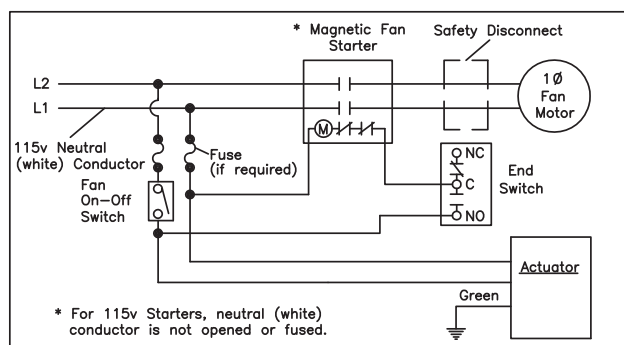 * Magnetic Fan
Starter
Safety Disconnect
L2
L1
1Ø
Fan
Motor
M
115v Neutral
(white) Conductor
Fuse
(if required)
NC
C
NO
End
Switch
Fan
On-Off
Switch
Actuator
Green
* For 115v Starters, neutral (white)
conductor is not opened or fused.